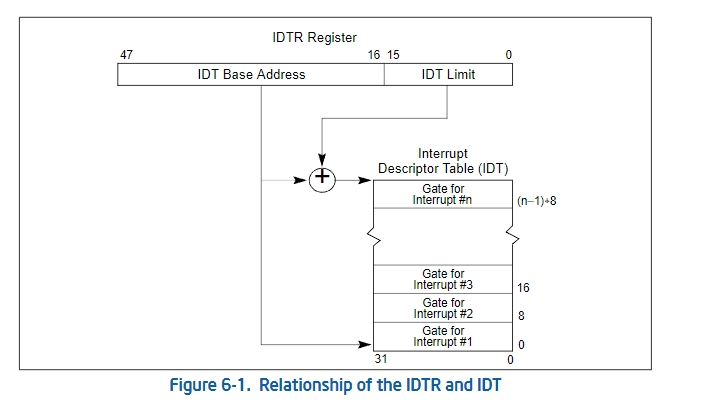 IDTR Register
47 16 15 0
IDT Base Address IDT Limit
+
Interrupt
Descriptor Table (IDT)
Gate for
Interrupt #n
(n−1)∗8
Gate for
Interrupt #3
16
Gate for
Interrupt #2
8
Gate for
Interrupt #1
0
31 0
Figure 6-1. Relationship of the IDTR and IDT